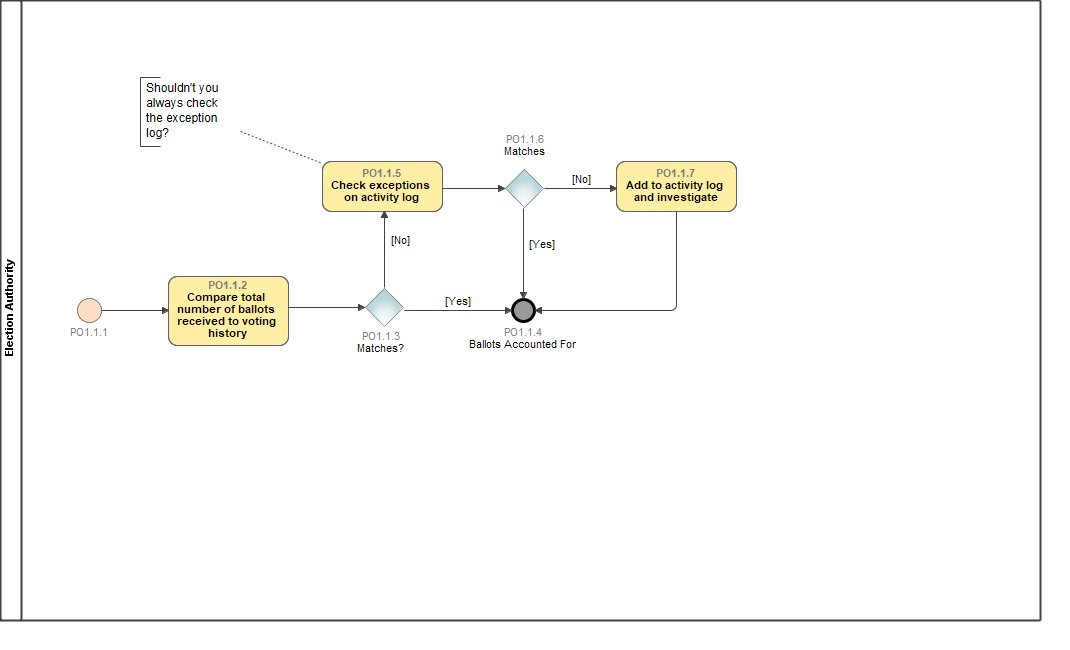 Election Authority
Shouldn't you
always check
the exception
log?
PO1.1.5
Check exceptions
on activity log
PO1.1.6
Matches
[No]
PO1.1.7
Add to activity log
and investigate
[No]
[Yes]
PO1.1.1
PO1.1.2
Compare total
number of ballots
received to voting
history
PO1.1.3
Matches?
[Yes]
PO1.1.4
Ballots Accounted For